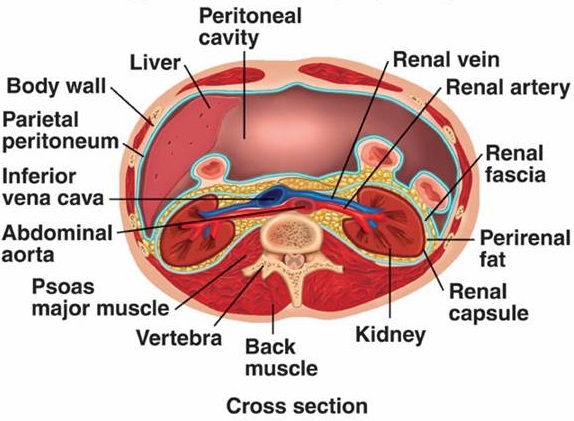 Peritoneal
cavity
Liver
Body wall
Parietal
peritoneum
Inferior
vena cava
Abdominal
aorta
Psoas
major muscle
Vertebra
Back
muscle
Renal vein
Renal artery
Renal
fascia
Perirenal
fat
Renal
capsule
Kidney
Cross section